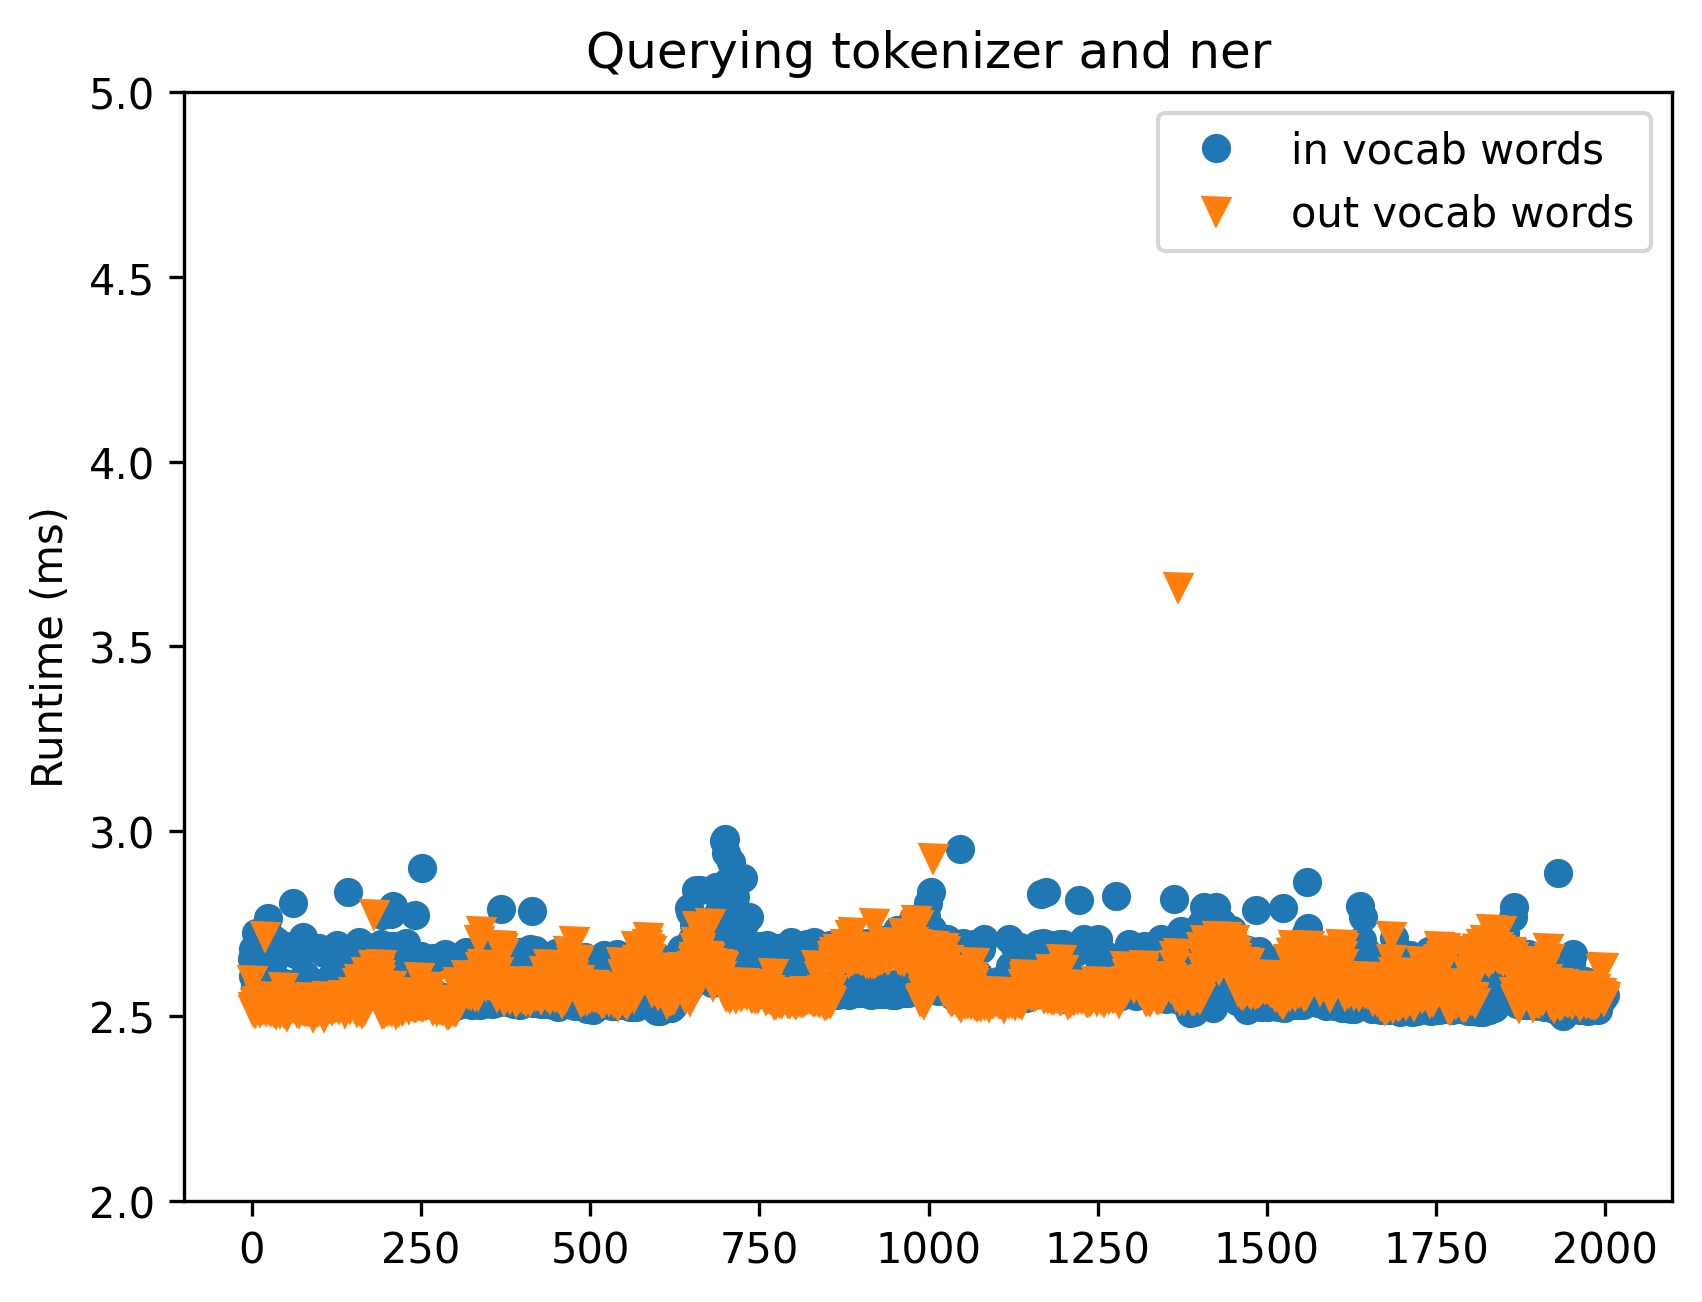 Querying tokenizer and ner
5.0
4.5
4.0
3.5
3.0
2.5
2.0
Runtime (ms)
in vocab words
out vocab words
0 250 500 750 1000 1250 1500 1750 2000